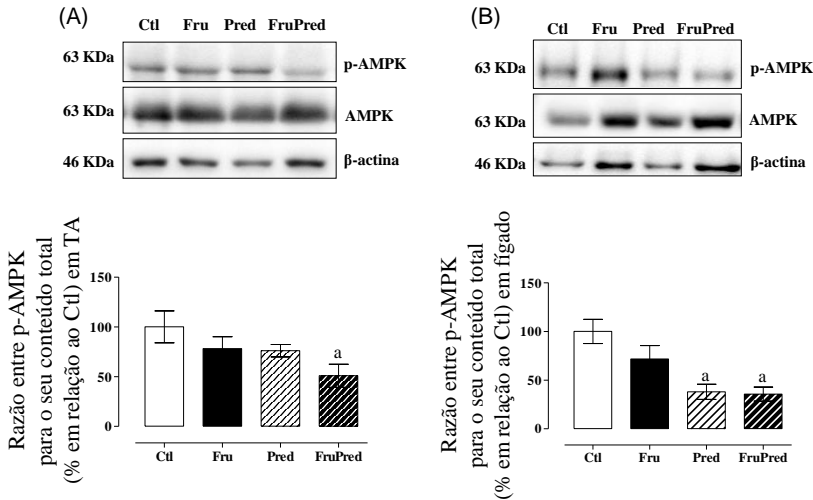 (A)
Ctl Fru Pred FruPred
63 KDa
p-AMPK
63 KDa
AMPK
46 KDa
β-actina
Razão entre p-AMPK
para o seu conteúdo total
(% em relação ao Ctl) em TA
150
100
50
0
a
Ctl Fru Pred FruPred
(B)
Ctl Fru Pred FruPred
63 KDa
p-AMPK
63 KDa
AMPK
46 KDa
β-actina
Razão entre p-AMPK
para o seu conteúdo total
(% em relação ao Ctl) em fígado
150
100
50
0
a a
Ctl Fru Pred FruPred